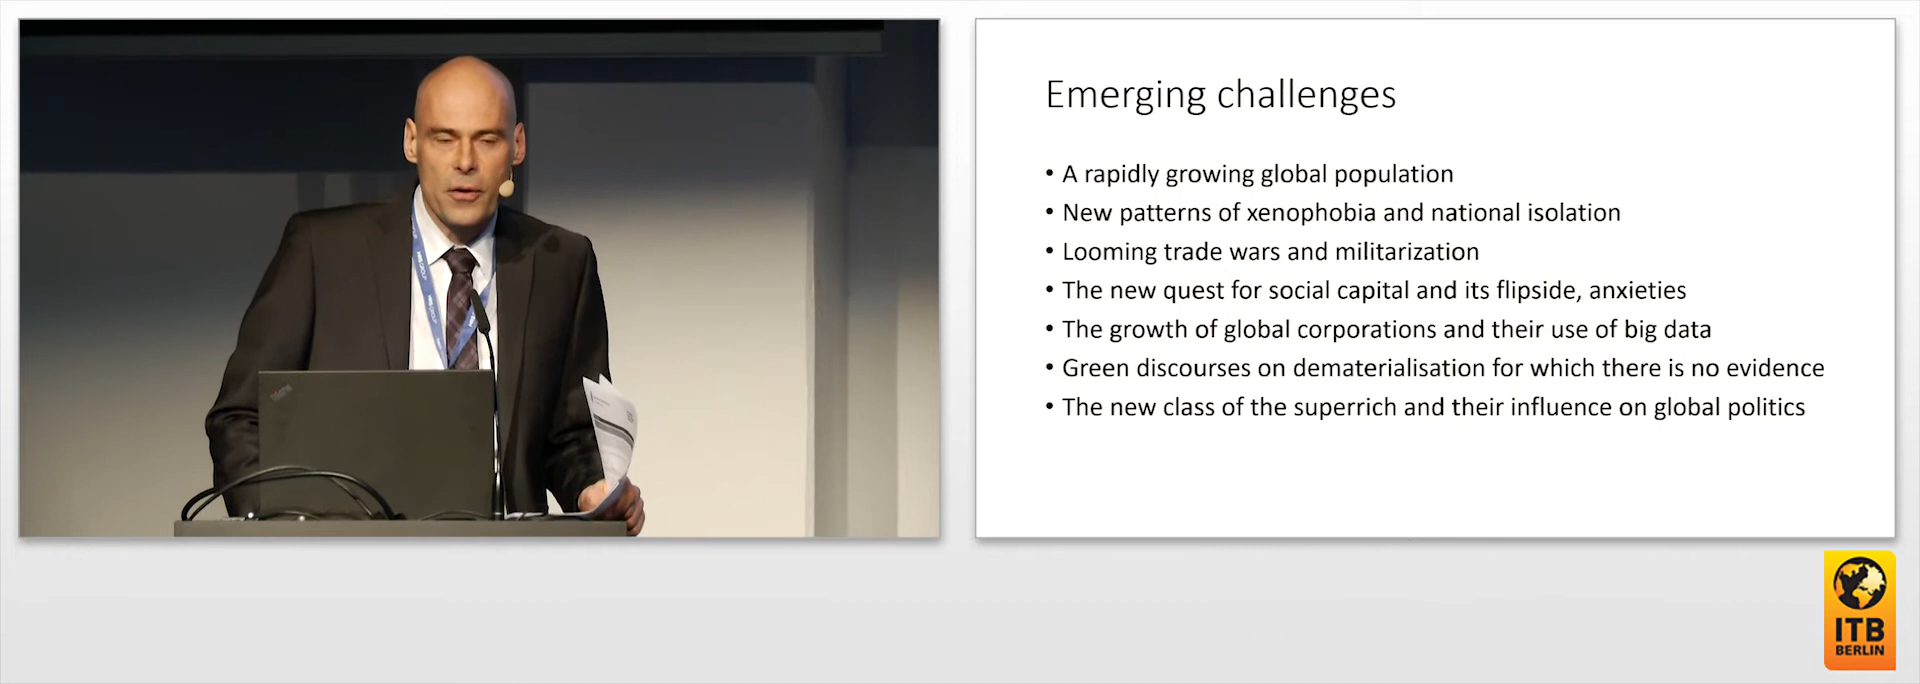 Emerging challenges
• A rapidly growing global population
• New patterns of xenophobia and national isolation
• Looming trade wars and militarization
• The new quest for social capital and its flipside, anxieties
• The growth of global corporations and their use of big data
• Green discourses on dematerialisation for which there is no evidence
• The new class of the superrich and their influence on global politics
ITB
BERLIN